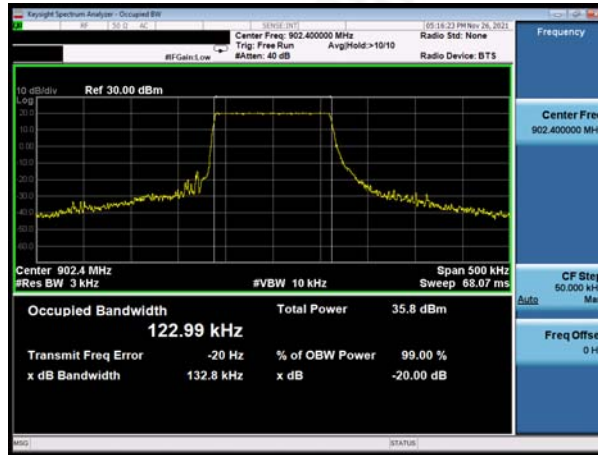 Keysight Spectrum Analyzer - Occupied BW
RF 50 Ω AC SENSE:INT 05:16:23 PM Nov 26, 2021
Center Freq: 902.400000 MHz Radio Std: None
Trig: Free Run Avg|Hold:>10/10
#IFGain:Low #Atten: 40 dB Radio Device: BTS
10 dB/div Ref 30.00 dBm
Log
20.0
10.0
0.00
-10.0
-20.0
-30.0
-40.0
-50.0
-60.0
Center 902.4 MHz Span 500 kHz
#Res BW 3 kHz #VBW 10 kHz Sweep 68.07 ms
Occupied Bandwidth Total Power 35.8 dBm
122.99 kHz
Transmit Freq Error -20 Hz % of OBW Power 99.00 %
x dB Bandwidth 132.8 kHz x dB -20.00 dB
MSG STATUS
Frequency
Center Fre
902.400000 MH
CF Step
50.000 kH
Auto Ma
Freq Offse
0 H